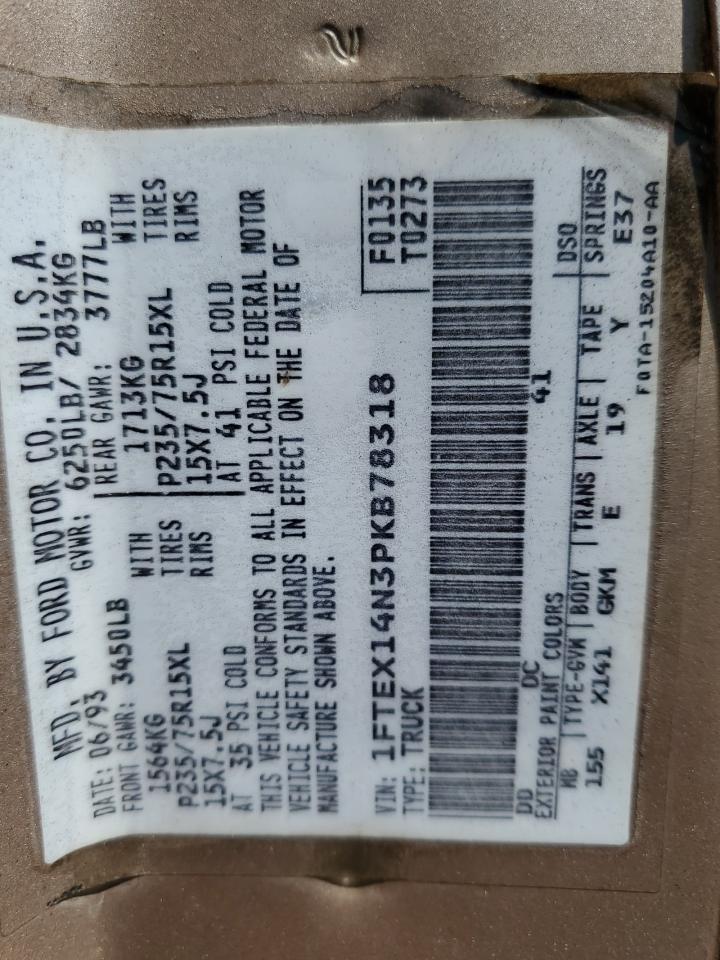 MFD. BY FORD MOTOR CO. IN U.S.A.
DATE: 06/93 GVWR: 6250LB/ 2834KG
FRONT GAWR: 3450LB REAR GAWR: 3777LB
1564KG WITH 1713KG WITH
P235/75R15XL TIRES P235/75R15XL TIRES
15X7.5J RIMS 15X7.5J RIMS
AT 35 PSI COLD AT 41 PSI COLD
THIS VEHICLE CONFORMS TO ALL APPLICABLE FEDERAL MOTOR
VEHICLE SAFETY STANDARDS IN EFFECT ON THE DATE OF
MANUFACTURE SHOWN ABOVE.
VIN: 1FTEX14N3PKB78318 F0135
TYPE: TRUCK T0273
DD DC 41
EXTERIOR PAINT COLORS DSO
WB TYPE-GVW BODY TRANS AXLE TAPE SPRINGS
155 X141 GKM E 19 Y E37
F0TA-15204A10-AA